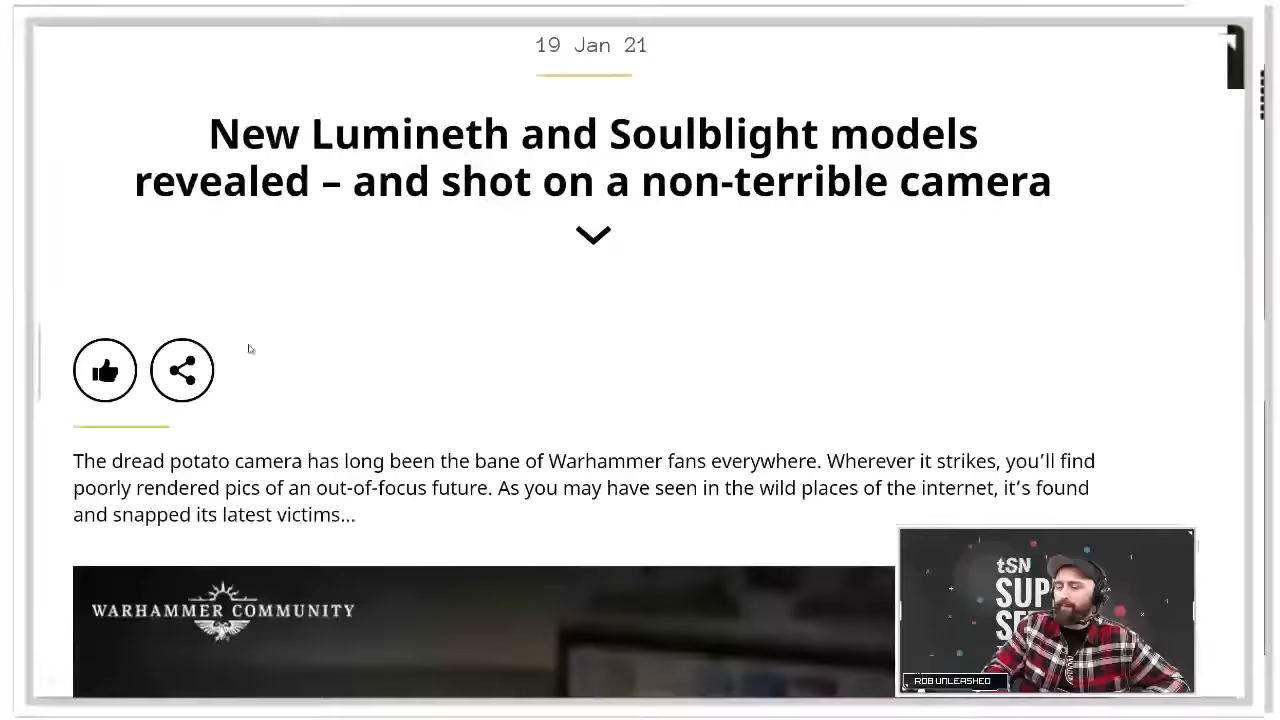 19 Jan 21
New Lumineth and Soulblight models
revealed – and shot on a non-terrible camera
The dread potato camera has long been the bane of Warhammer fans everywhere. Wherever it strikes, you’ll find
poorly rendered pics of an out-of-focus future. As you may have seen in the wild places of the internet, it’s found
and snapped its latest victims…
WARHAMMER COMMUNITY
tSN
SUP
SE
ROB UNLEASHED